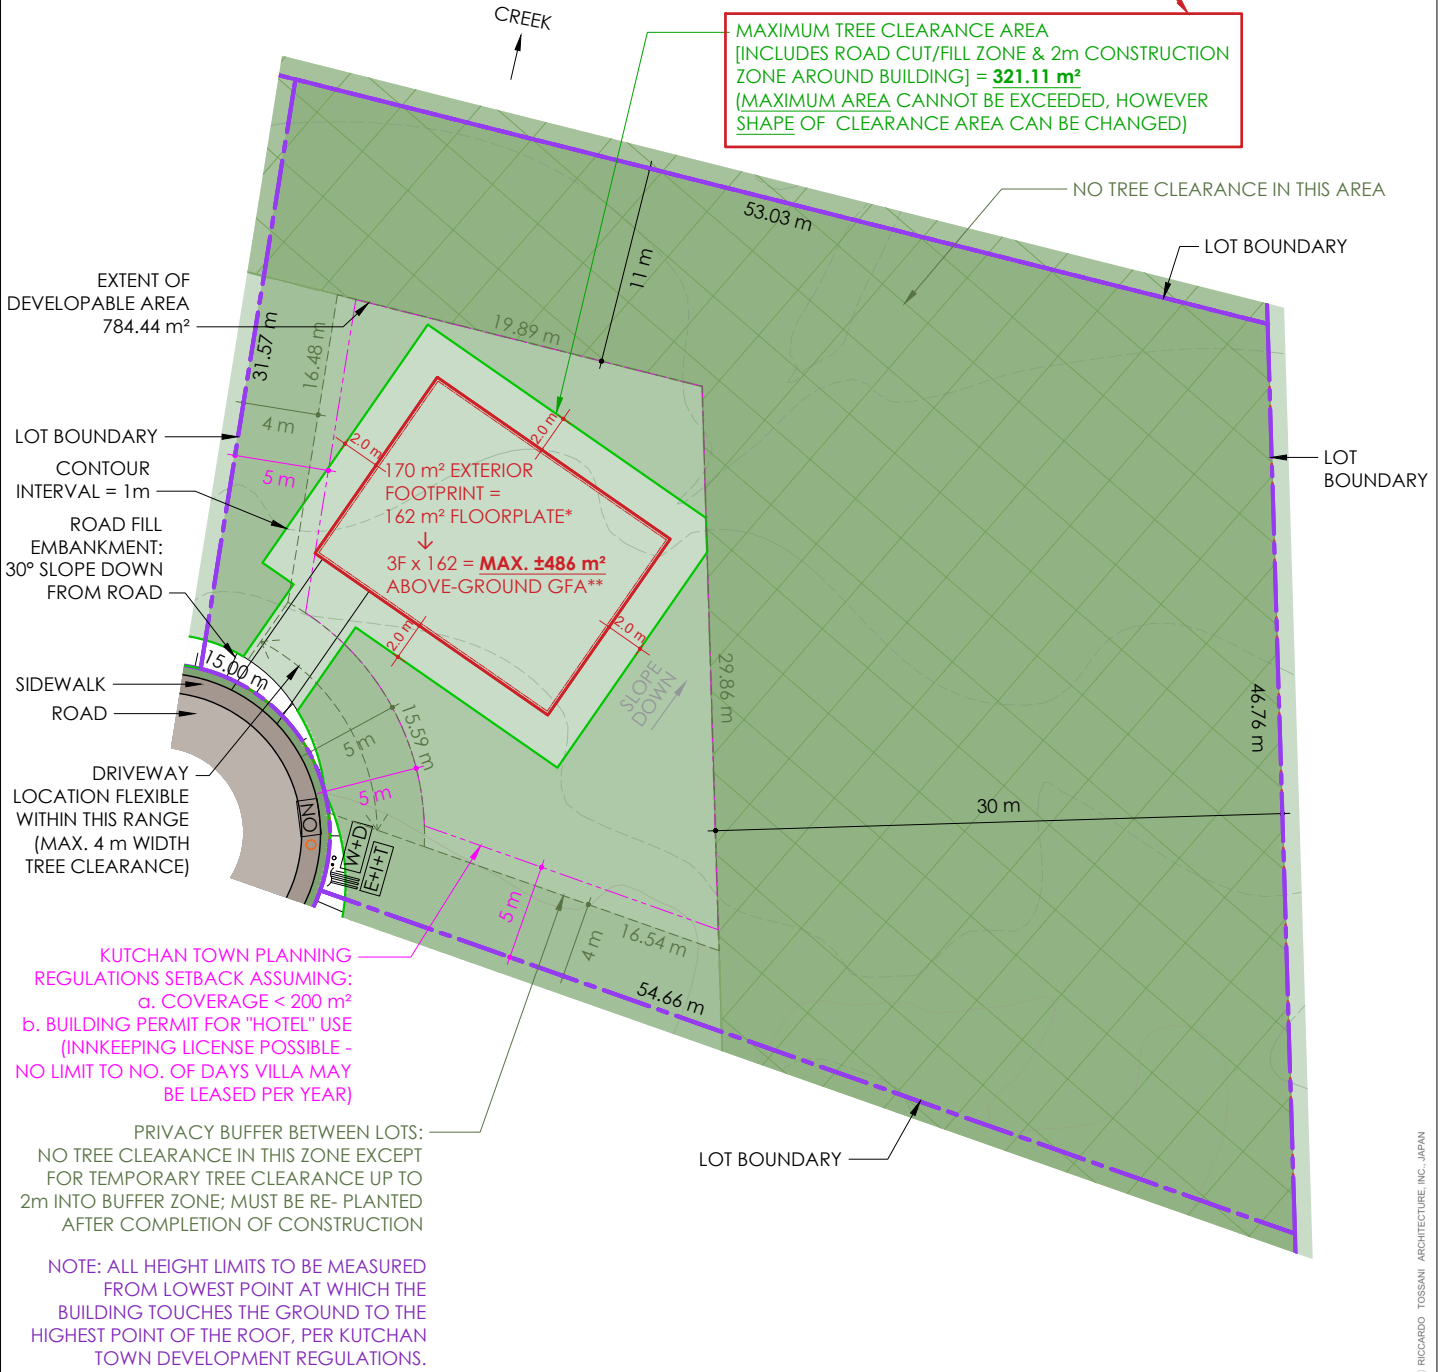 CREEK
MAXIMUM TREE CLEARANCE AREA
[INCLUDES ROAD CUT/FILL ZONE & 2m CONSTRUCTION
ZONE AROUND BUILDING] = 321.11 m²
(MAXIMUM AREA CANNOT BE EXCEEDED, HOWEVER
SHAPE OF CLEARANCE AREA CAN BE CHANGED)
NO TREE CLEARANCE IN THIS AREA
53.03 m
LOT BOUNDARY
11 m
EXTENT OF
DEVELOPABLE AREA
784.44 m²
31.57 m
16.48 m
19.89 m
4 m
LOT BOUNDARY
5 m
2.0 m
2.0 m
CONTOUR
INTERVAL = 1m
170 m² EXTERIOR
FOOTPRINT =
162 m² FLOORPLATE*
↓
3F x 162 = MAX. ±486 m²
ABOVE-GROUND GFA**
LOT
BOUNDARY
ROAD FILL
EMBANKMENT:
30° SLOPE DOWN
FROM ROAD
2.0 m
2.0 m
15.00 m
SIDEWALK
ROAD
SLOPE
DOWN
29.86 m
46.76 m
15.59 m
5 m
5 m
DRIVEWAY
LOCATION FLEXIBLE
WITHIN THIS RANGE
(MAX. 4 m WIDTH
TREE CLEARANCE)
NO
W+D
E+I+T
30 m
5 m
4 m
16.54 m
54.66 m
KUTCHAN TOWN PLANNING
REGULATIONS SETBACK ASSUMING:
a. COVERAGE < 200 m²
b. BUILDING PERMIT FOR "HOTEL" USE
(INNKEEPING LICENSE POSSIBLE -
NO LIMIT TO NO. OF DAYS VILLA MAY
BE LEASED PER YEAR)
PRIVACY BUFFER BETWEEN LOTS:
NO TREE CLEARANCE IN THIS ZONE EXCEPT
FOR TEMPORARY TREE CLEARANCE UP TO
2m INTO BUFFER ZONE; MUST BE RE- PLANTED
AFTER COMPLETION OF CONSTRUCTION
LOT BOUNDARY
NOTE: ALL HEIGHT LIMITS TO BE MEASURED
FROM LOWEST POINT AT WHICH THE
BUILDING TOUCHES THE GROUND TO THE
HIGHEST POINT OF THE ROOF, PER KUTCHAN
TOWN DEVELOPMENT REGULATIONS.
RICCARDO TOSSANI ARCHITECTURE, INC., JAPAN